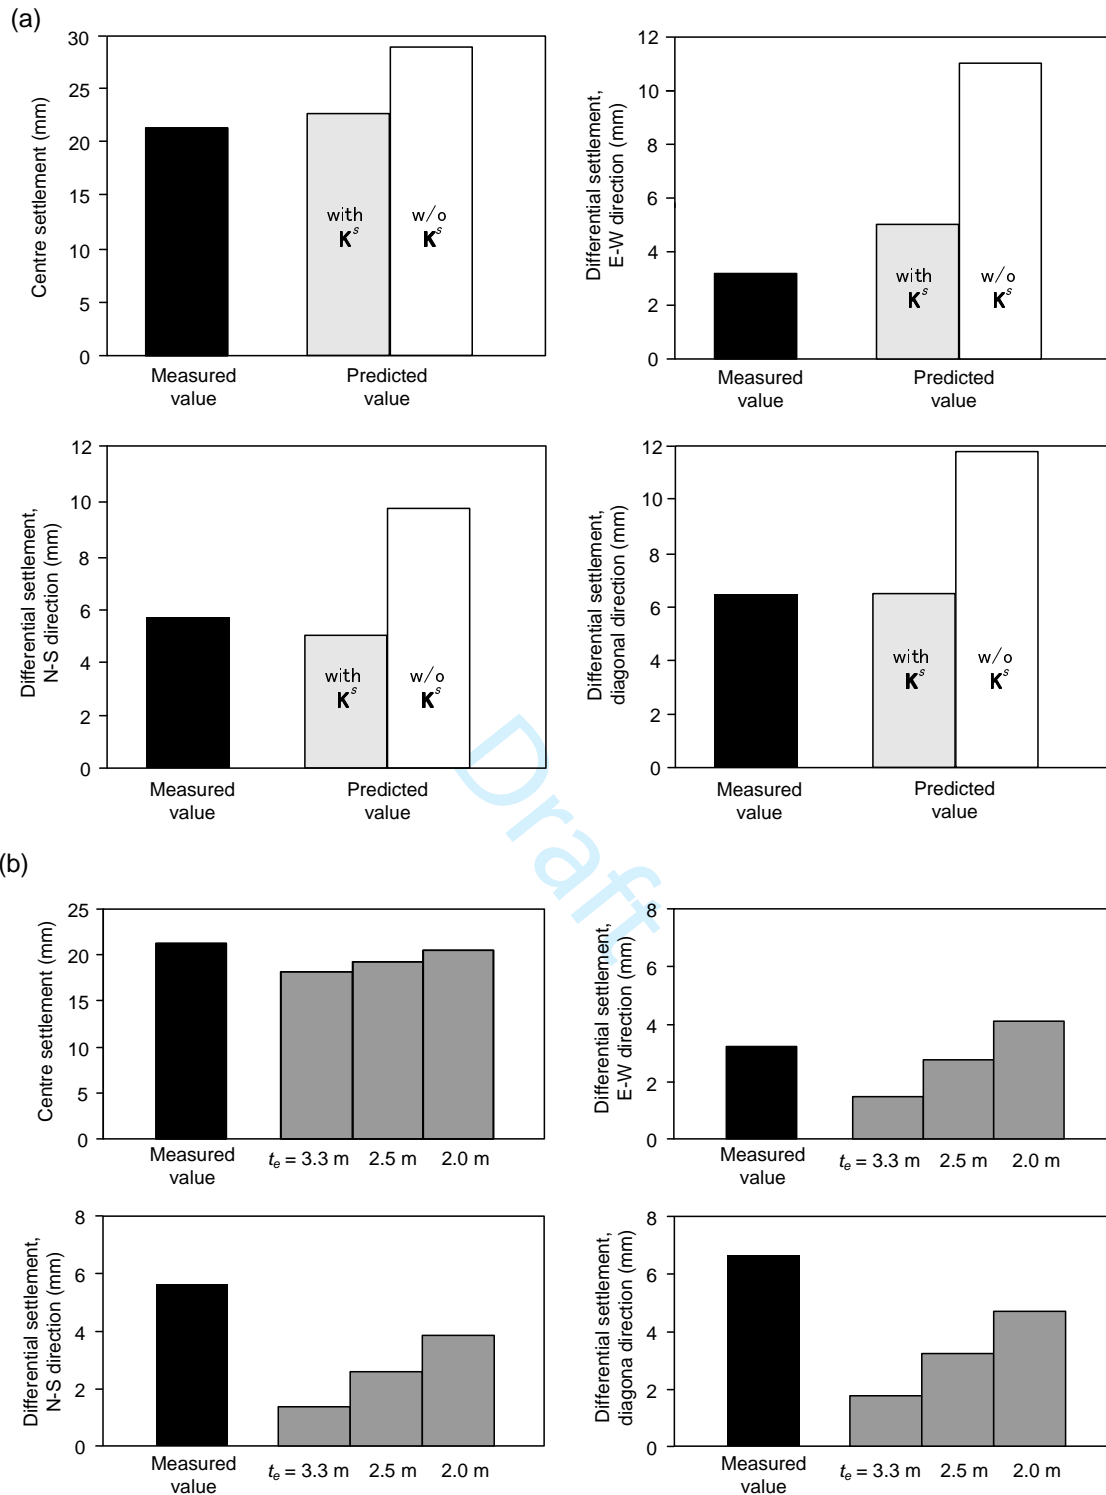 (a)
30
25
20
15
10
5
0
Centre settlement (mm)
with
K^s
w/o
K^s
Measured
value
Predicted
value
12
10
8
6
4
2
0
Differential settlement,
E-W direction (mm)
with
K^s
w/o
K^s
Measured
value
Predicted
value
12
10
8
6
4
2
0
Differential settlement,
N-S direction (mm)
with
K^s
w/o
K^s
Measured
value
Predicted
value
12
10
8
6
4
2
0
Differential settlement,
diagonal direction (mm)
with
K^s
w/o
K^s
Measured
value
Predicted
value
Draft
(b)
25
20
15
10
5
0
Centre settlement (mm)
Measured
value
t_e = 3.3 m 2.5 m 2.0 m
8
6
4
2
0
Differential settlement,
E-W direction (mm)
Measured
value
t_e = 3.3 m 2.5 m 2.0 m
8
6
4
2
0
Differential settlement,
N-S direction (mm)
Measured
value
t_e = 3.3 m 2.5 m 2.0 m
8
6
4
2
0
Differential settlement,
diagona direction (mm)
Measured
value
t_e = 3.3 m 2.5 m 2.0 m